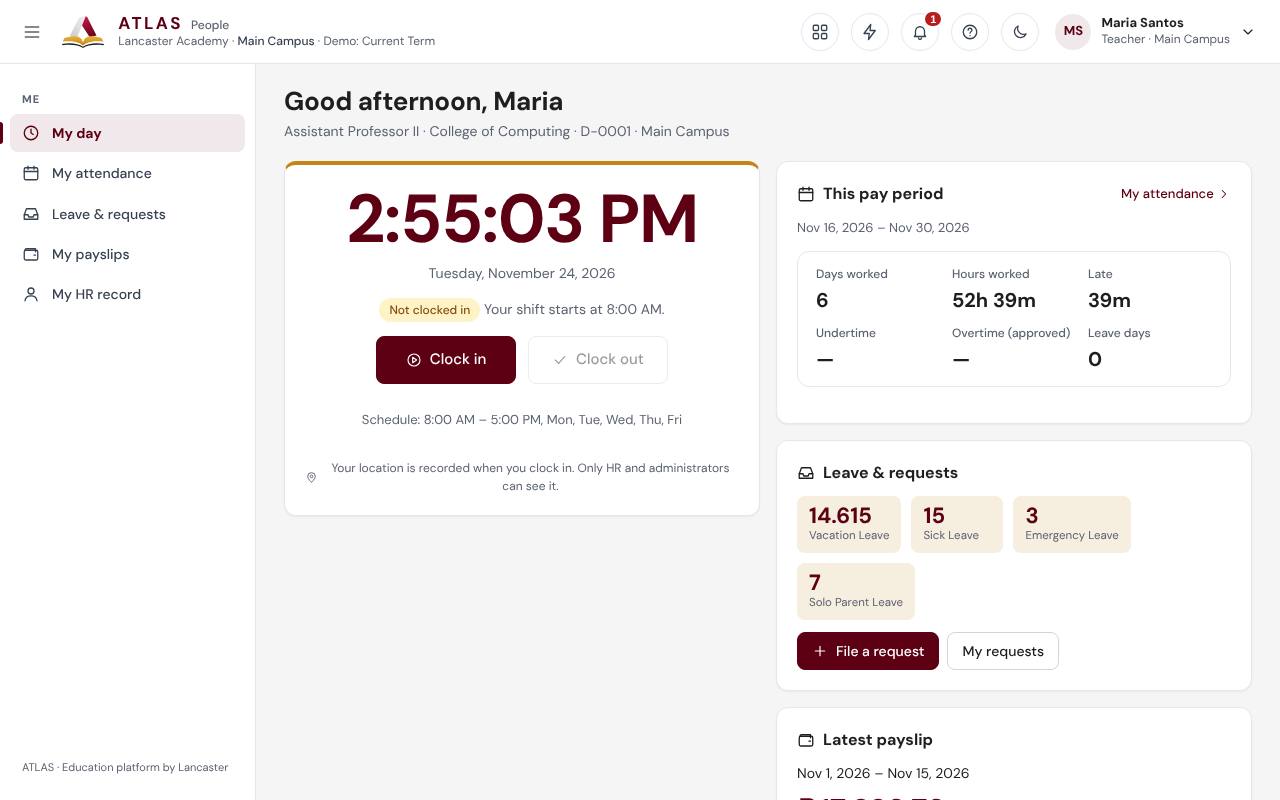 ATLAS People
Lancaster Academy · Main Campus · Demo: Current Term
1
MS
Maria Santos
Teacher · Main Campus
ME
My day
My attendance
Leave & requests
My payslips
My HR record
ATLAS · Education platform by Lancaster
Good afternoon, Maria
Assistant Professor II · College of Computing · D-0001 · Main Campus
2:55:03 PM
Tuesday, November 24, 2026
Not clocked in Your shift starts at 8:00 AM.
Clock in
Clock out
Schedule: 8:00 AM – 5:00 PM, Mon, Tue, Wed, Thu, Fri
Your location is recorded when you clock in. Only HR and administrators
can see it.
This pay period
My attendance
Nov 16, 2026 – Nov 30, 2026
Days worked Hours worked Late
6 52h 39m 39m
Undertime Overtime (approved) Leave days
— — 0
Leave & requests
14.615 15 3
Vacation Leave Sick Leave Emergency Leave
7
Solo Parent Leave
File a request
My requests
Latest payslip
Nov 1, 2026 – Nov 15, 2026